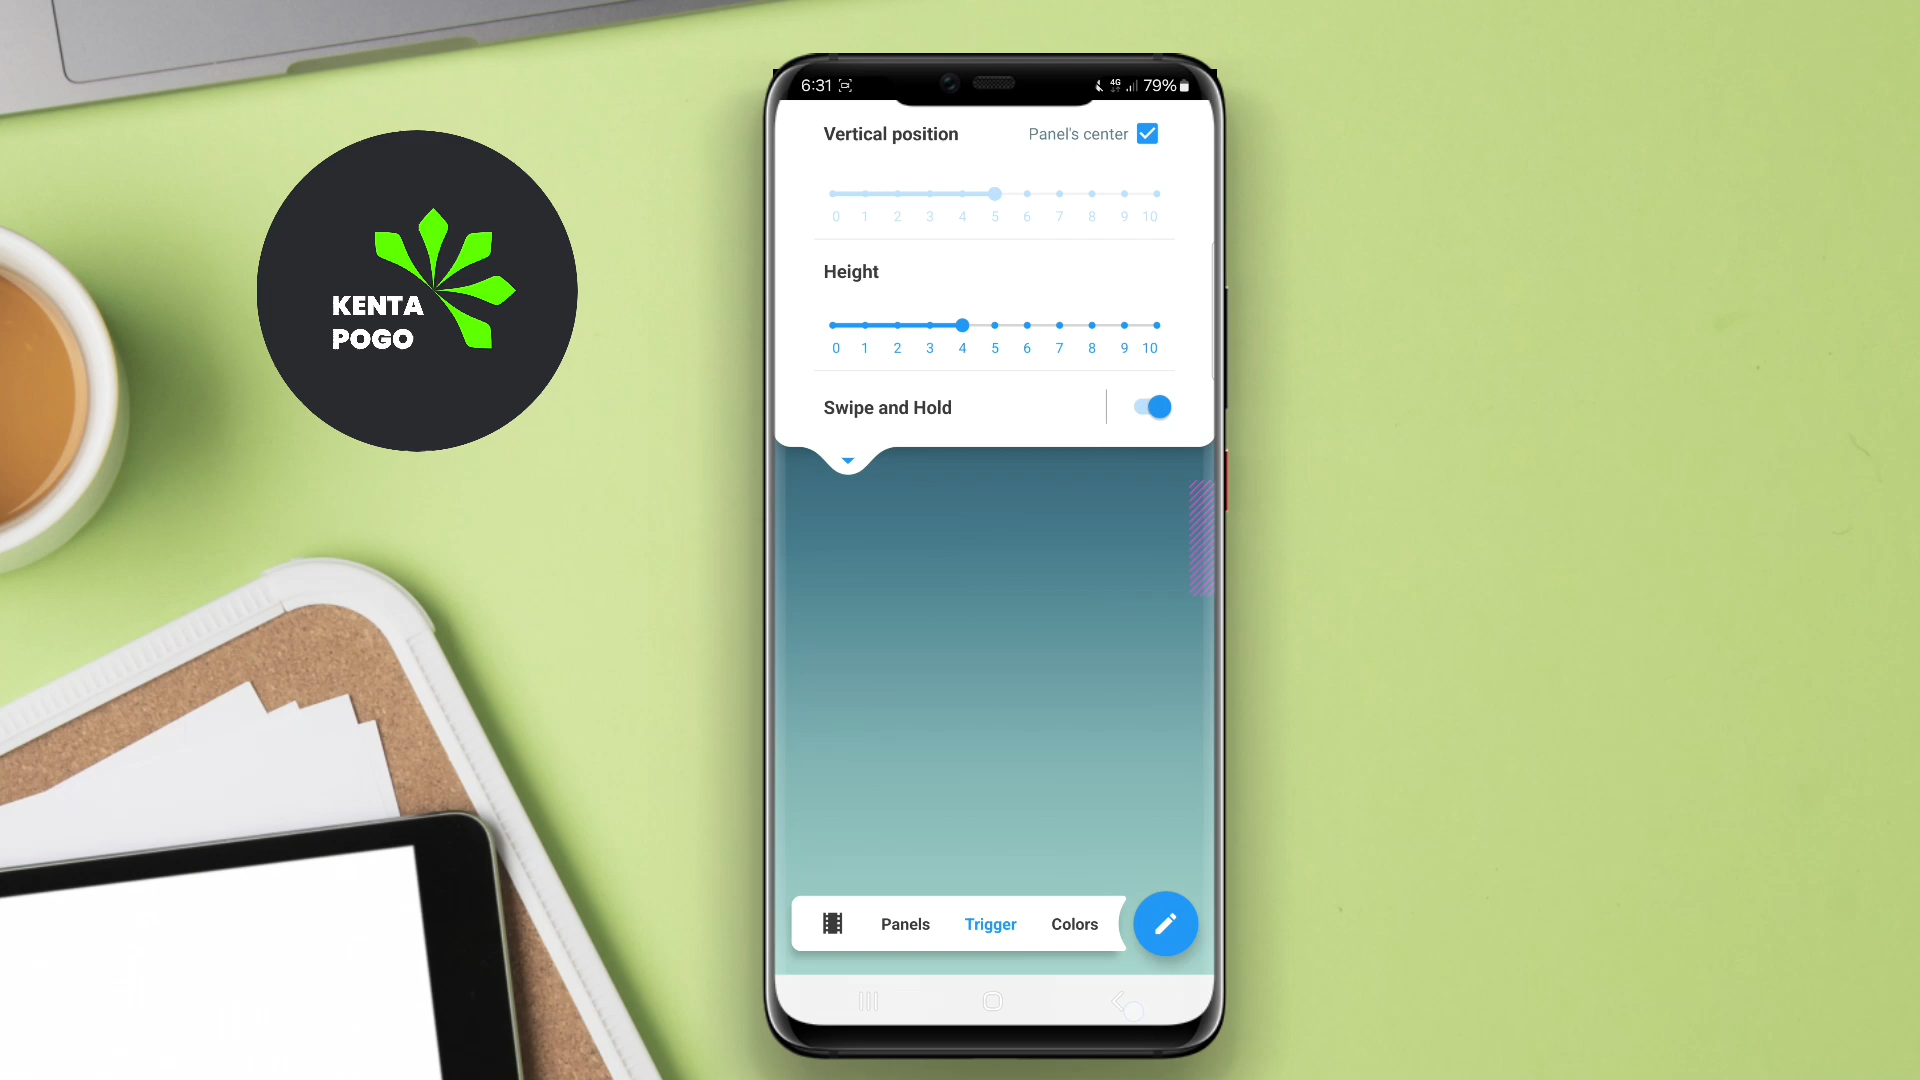 6:31 4G 79%
Vertical position Panel's center
0 1 2 3 4 5 6 7 8 9 10
Height
0 1 2 3 4 5 6 7 8 9 10
Swipe and Hold
KENTA
POGO
Panels Trigger Colors